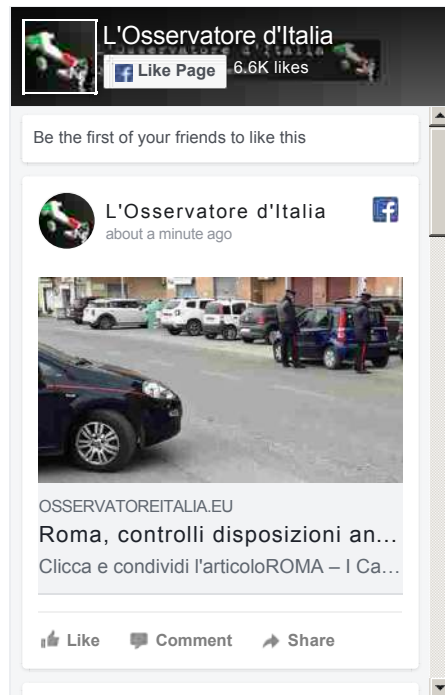 L'Osservatore d'Italia
Like Page
6.6K likes
Be the first of your friends to like this
L'Osservatore d'Italia
about a minute ago
OSSERVATOREITALIA.EU
Roma, controlli disposizioni an...
Clicca e condividi l'articoloROMA – I Ca...
Like
Comment
Share